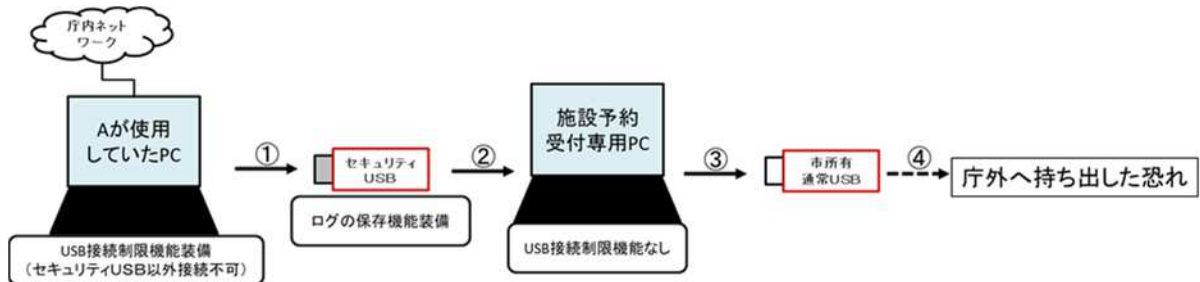 庁内ネット
ワーク
Aが使用
していたPC
USB接続制限機能装備
(セキュリティUSB以外接続不可)
①
セキュリティ
USB
ログの保存機能装備
②
施設予約
受付専用PC
USB接続制限機能なし
③
市所有
通常USB
④
庁外へ持ち出した恐れ